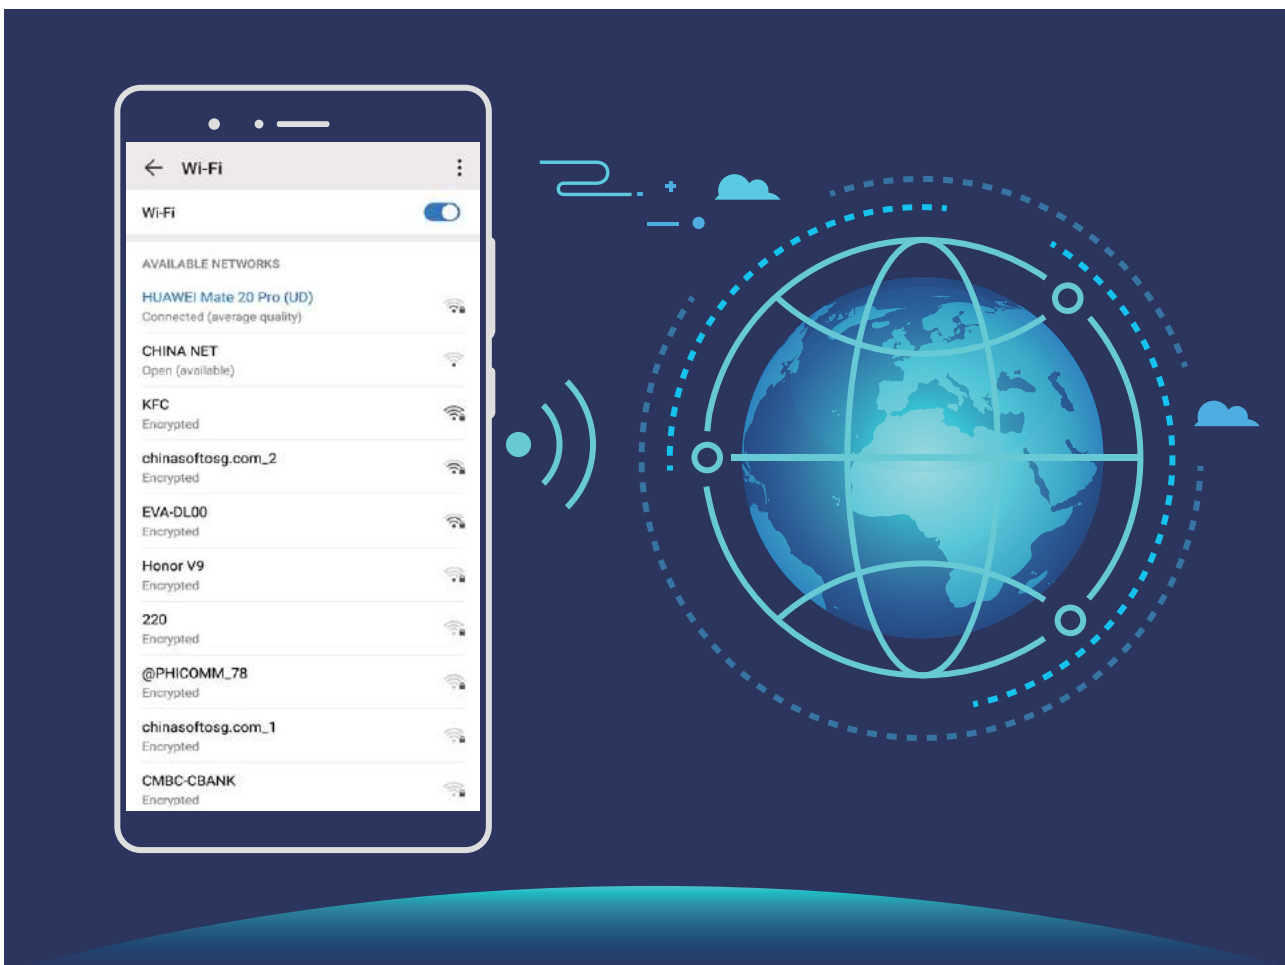 Wi-Fi
Wi-Fi
AVAILABLE NETWORKS
HUAWEI Mate 20 Pro (UD)
Connected (average quality)
CHINA NET
Open (available)
KFC
Encrypted
chinasoftosg.com_2
Encrypted
EVA-DL00
Encrypted
Honor V9
Encrypted
220
Encrypted
@PHICOMM_78
Encrypted
chinasoftosg.com_1
Encrypted
CMBC-CBANK
Encrypted